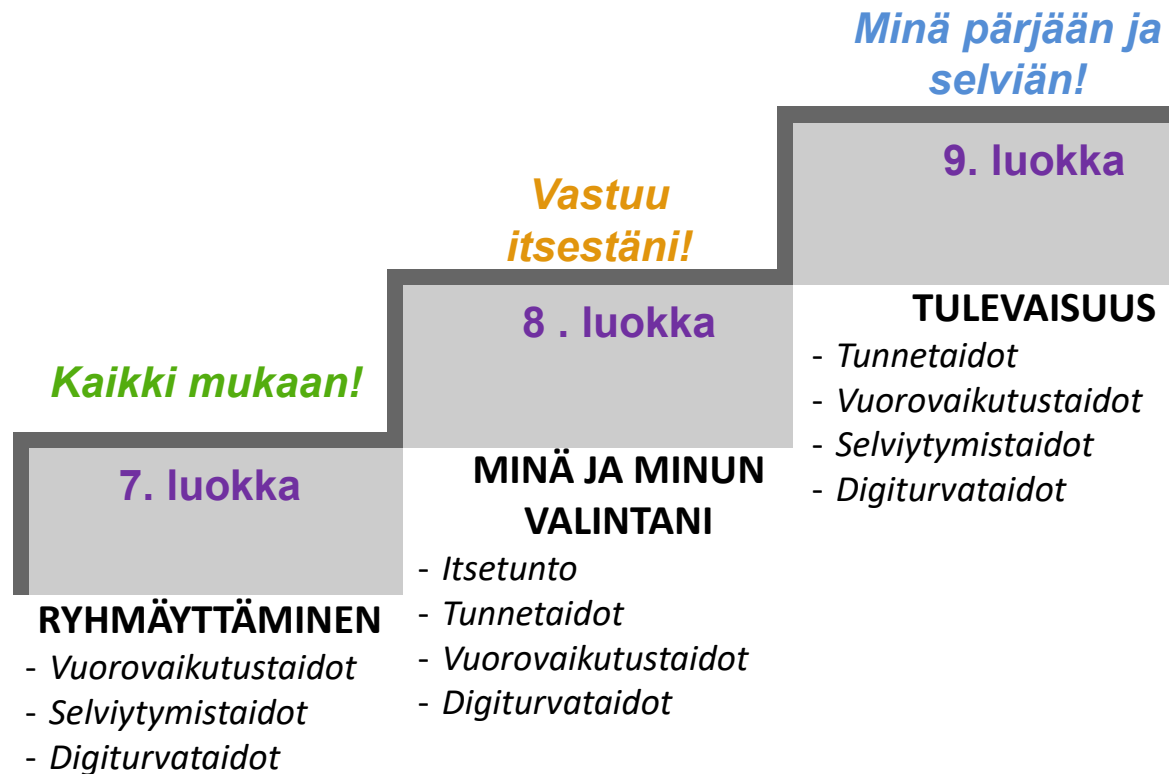 Kaikki mukaan!
7. luokka
RYHMÄYTTÄMINEN
- Vuorovaikutustaidot
- Selviytymistaidot
- Digiturvataidot
Vastuu
itsestäni!
8 . luokka
MINÄ JA MINUN
VALINTANI
- Itsetunto
- Tunnetaidot
- Vuorovaikutustaidot
- Digiturvataidot
Minä pärjään ja
selviän!
9. luokka
TULEVAISUUS
- Tunnetaidot
- Vuorovaikutustaidot
- Selviytymistaidot
- Digiturvataidot